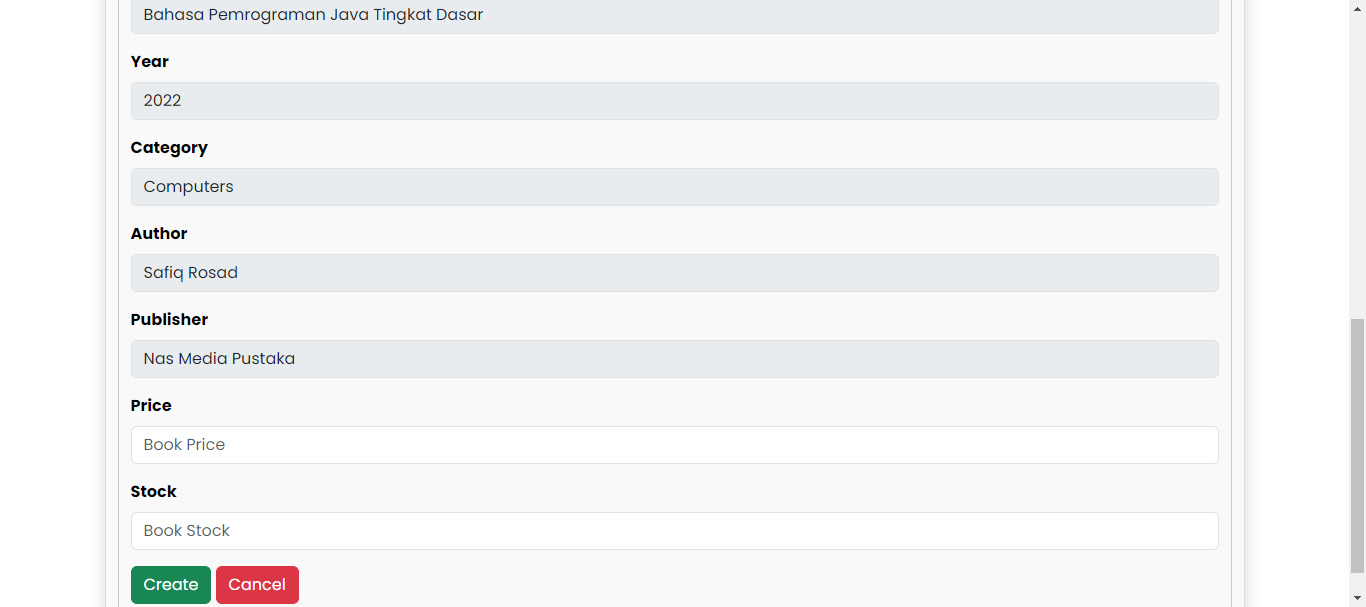 Bahasa Pemrograman Java Tingkat Dasar
Year
2022
Category
Computers
Author
Safiq Rosad
Publisher
Nas Media Pustaka
Price
Book Price
Stock
Book Stock
Create Cancel